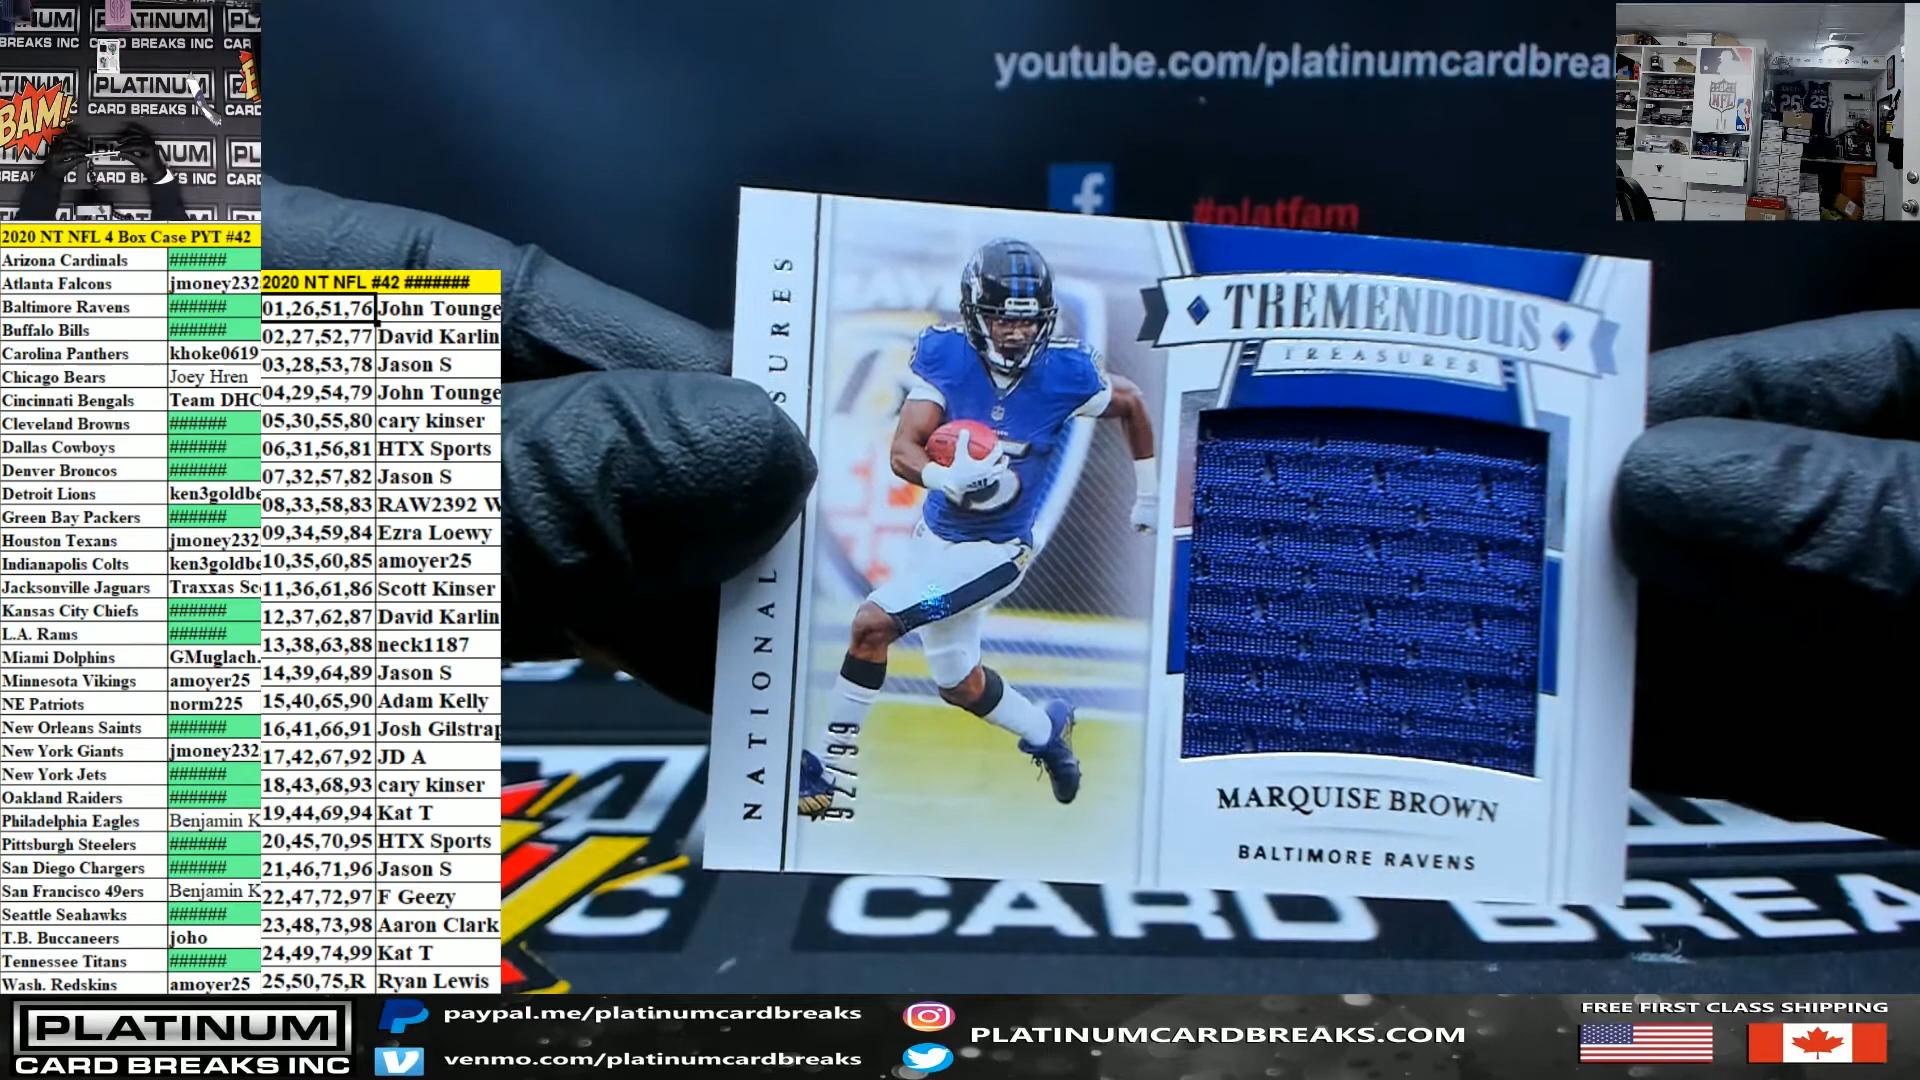 youtube.com/platinumcardbrea
#platfam
BAM!
PLATINUM
CARD BREAKS INC
2020 NT NFL 4 Box Case PYT #42
Arizona Cardinals ######
Atlanta Falcons jmoney232
Baltimore Ravens ######
Buffalo Bills ######
Carolina Panthers khoke0619
Chicago Bears Joey Hren
Cincinnati Bengals Team DHC
Cleveland Browns ######
Dallas Cowboys ######
Denver Broncos ######
Detroit Lions ken3goldbe
Green Bay Packers ######
Houston Texans jmoney232
Indianapolis Colts ken3goldbe
Jacksonville Jaguars Traxxas Sc
Kansas City Chiefs ######
L.A. Rams ######
Miami Dolphins GMuglach.
Minnesota Vikings amoyer25
NE Patriots norm225
New Orleans Saints ######
New York Giants jmoney232
New York Jets ######
Oakland Raiders ######
Philadelphia Eagles Benjamin K
Pittsburgh Steelers ######
San Diego Chargers ######
San Francisco 49ers Benjamin K
Seattle Seahawks ######
T.B. Buccaneers joho
Tennessee Titans ######
Wash. Redskins amoyer25
2020 NT NFL #42 #######
01,26,51,76 John Tounge
02,27,52,77 David Karlin
03,28,53,78 Jason S
04,29,54,79 John Tounge
05,30,55,80 cary kinser
06,31,56,81 HTX Sports
07,32,57,82 Jason S
08,33,58,83 RAW2392 W
09,34,59,84 Ezra Loewy
10,35,60,85 amoyer25
11,36,61,86 Scott Kinser
12,37,62,87 David Karlin
13,38,63,88 neck1187
14,39,64,89 Jason S
15,40,65,90 Adam Kelly
16,41,66,91 Josh Gilstrap
17,42,67,92 JD A
18,43,68,93 cary kinser
19,44,69,94 Kat T
20,45,70,95 HTX Sports
21,46,71,96 Jason S
22,47,72,97 F Geezy
23,48,73,98 Aaron Clark
24,49,74,99 Kat T
25,50,75,R Ryan Lewis
NATIONAL SURES
92/99
TREMENDOUS
TREASURES
MARQUISE BROWN
BALTIMORE RAVENS
CARD BREA
NFL
26
25
PLATINUM
CARD BREAKS INC
paypal.me/platinumcardbreaks
venmo.com/platinumcardbreaks
PLATINUMCARDBREAKS.COM
FREE FIRST CLASS SHIPPING